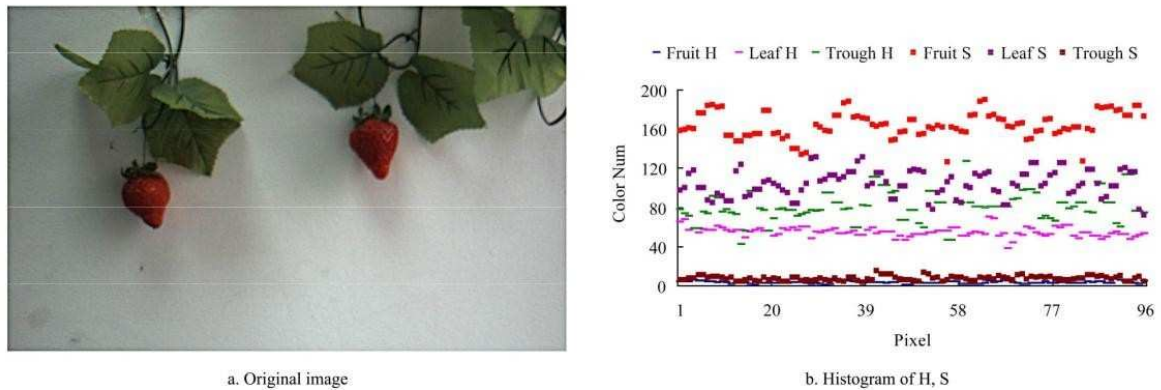 Fruit H Leaf H Trough H Fruit S Leaf S Trough S
200
160
120
80
40
0
Color Num
1 20 39 58 77 96
Pixel
a. Original image
b. Histogram of H, S